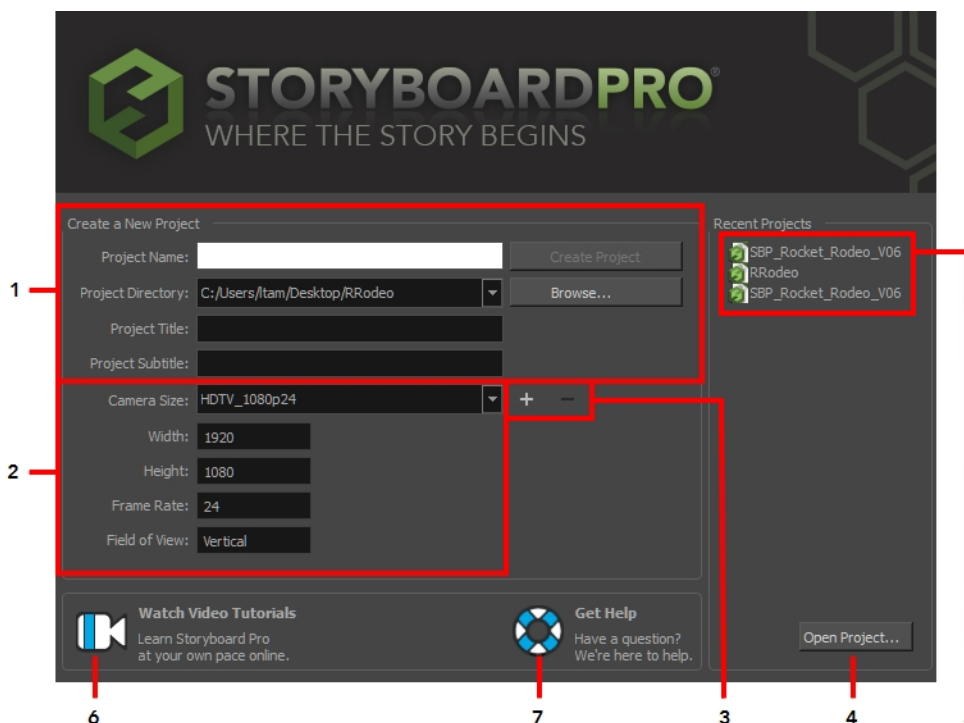 STORYBOARDPRO®
WHERE THE STORY BEGINS
Create a New Project
Project Name:
Create Project
Project Directory: C:/Users/ltam/Desktop/RRodeo
Browse...
Project Title:
Project Subtitle:
Camera Size: HDTV_1080p24
+ −
Width: 1920
Height: 1080
Frame Rate: 24
Field of View: Vertical
Recent Projects
SBP_Rocket_Rodeo_V06
RRodeo
SBP_Rocket_Rodeo_V06
Watch Video Tutorials
Learn Storyboard Pro
at your own pace online.
Get Help
Have a question?
We're here to help.
Open Project...
1
2
6
7
3
4